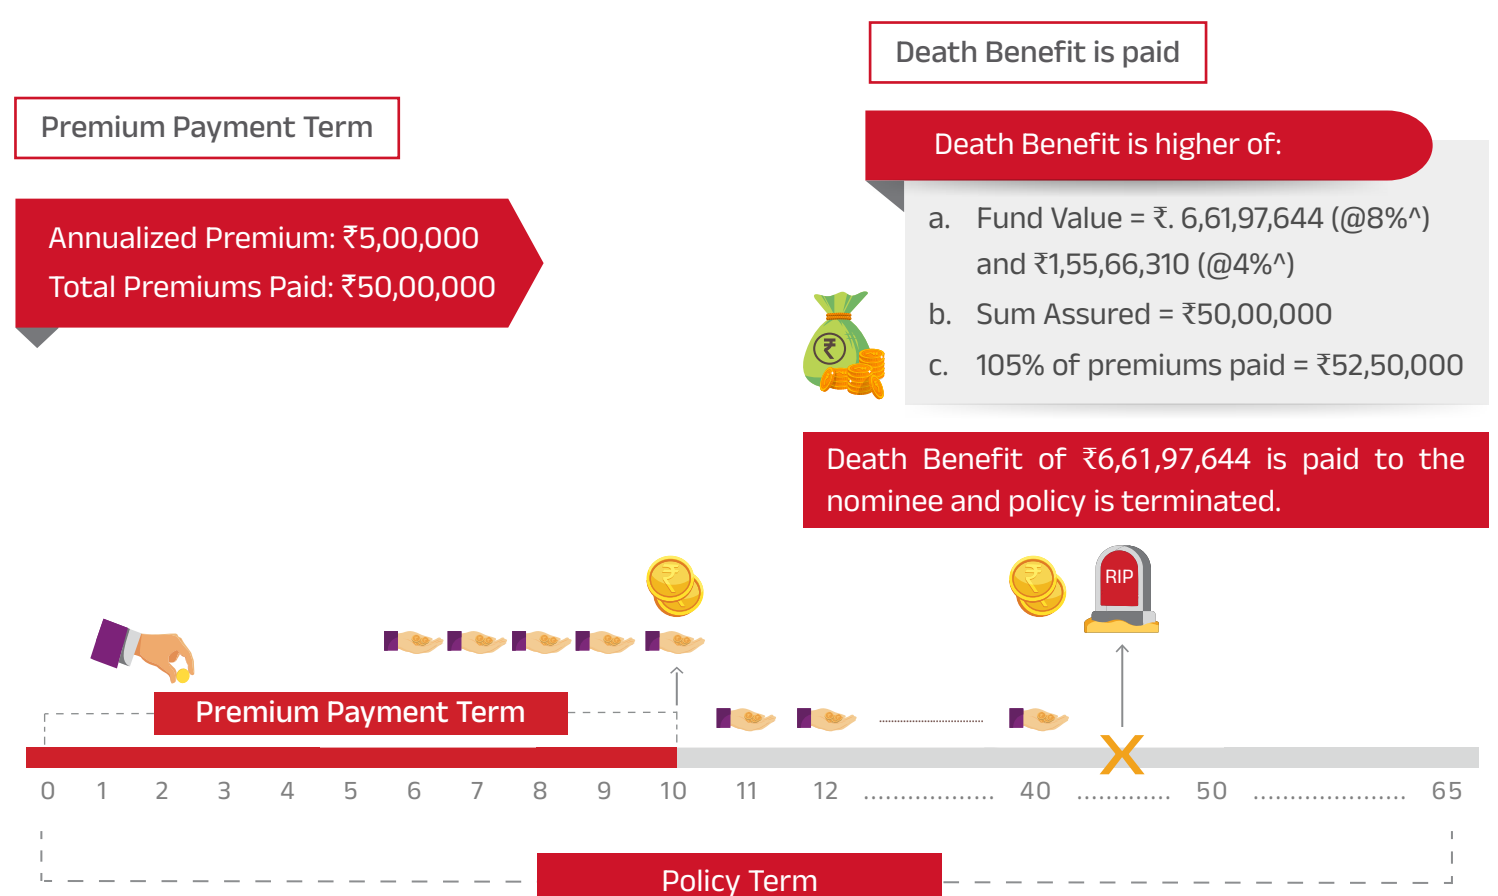 Death Benefit is paid
Premium Payment Term
Death Benefit is higher of:
Annualized Premium: ₹5,00,000
Total Premiums Paid: ₹50,00,000
a. Fund Value = ₹. 6,61,97,644 (@8%^)
and ₹1,55,66,310 (@4%^)
b. Sum Assured = ₹50,00,000
c. 105% of premiums paid = ₹52,50,000
₹
Death Benefit of ₹6,61,97,644 is paid to the
nominee and policy is terminated.
₹
₹
RIP
Premium Payment Term
X
0 1 2 3 4 5 6 7 8 9 10 11 12 .................. 40 ............. 50 ..................... 65
Policy Term